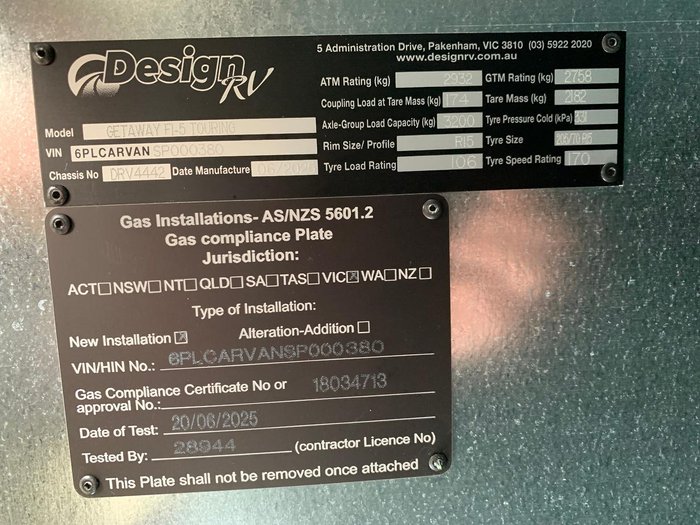 Design RV
5 Administration Drive, Pakenham, VIC 3810 (03) 5922 2020
www.designrv.com.au
ATM Rating (kg) 2932 GTM Rating (kg) 2758
Coupling Load at Tare Mass (kg) 174 Tare Mass (kg)
Model GETAWAY F1-5 TOURING Axle-Group Load Capacity (kg) 3200 Tyre Pressure Cold (kPa)
VIN 6PLCARVANSP000380 Rim Size/ Profile R15 Tyre Size
Chassis No DRV4442 Date Manufacture 06/2025 Tyre Load Rating 106 Tyre Speed Rating 170
Gas Installations- AS/NZS 5601.2
Gas compliance Plate
Jurisdiction:
ACT☐NSW☐NT☐QLD☐SA☐TAS☐VIC☒WA☐NZ☐
Type of Installation:
New Installation ☒ Alteration-Addition ☐
VIN/HIN No.: 6PLCARVANSP000380
Gas Compliance Certificate No or 18034713
approval No.:
Date of Test: 20/06/2025
Tested By: 28944 (contractor Licence No)
This Plate shall not be removed once attached